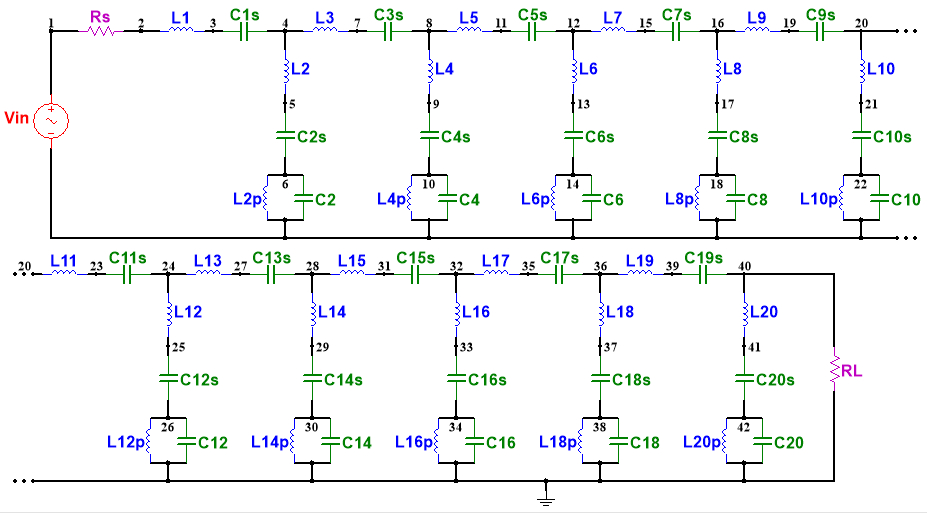 1 Rs 2 L1 3 C1s 4 L3 7 C3s 8 L5 11 C5s 12 L7 15 C7s 16 L9 19 C9s 20
L2 L4 L6 L8 L10
5 9 13 17 21
Vin + −
C2s C4s C6s C8s C10s
6 10 14 18 22
L2p C2 L4p C4 L6p C6 L8p C8 L10p C10
20 L11 23 C11s 24 L13 27 C13s 28 L15 31 C15s 32 L17 35 C17s 36 L19 39 C19s 40
L12 L14 L16 L18 L20
25 29 33 37 41
RL
C12s C14s C16s C18s C20s
26 30 34 38 42
L12p C12 L14p C14 L16p C16 L18p C18 L20p C20